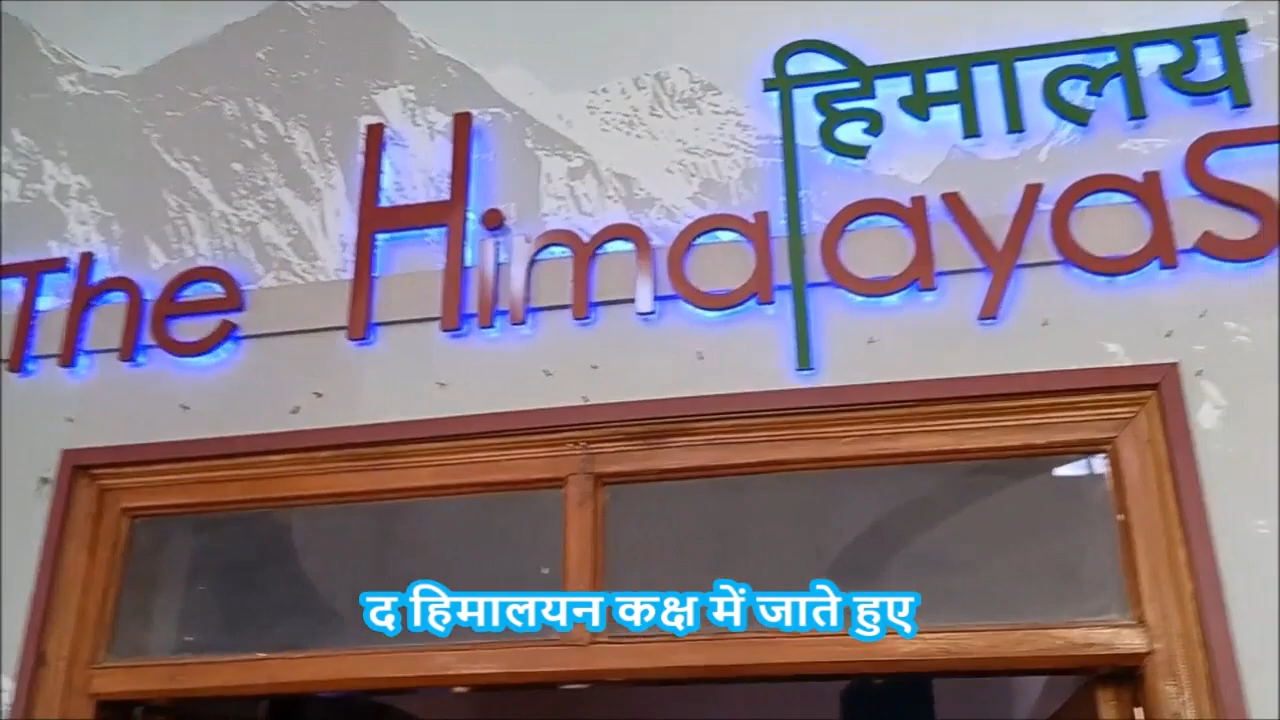 हिमालय
The Himalayas
द हिमालयन कक्ष में जाते हुए